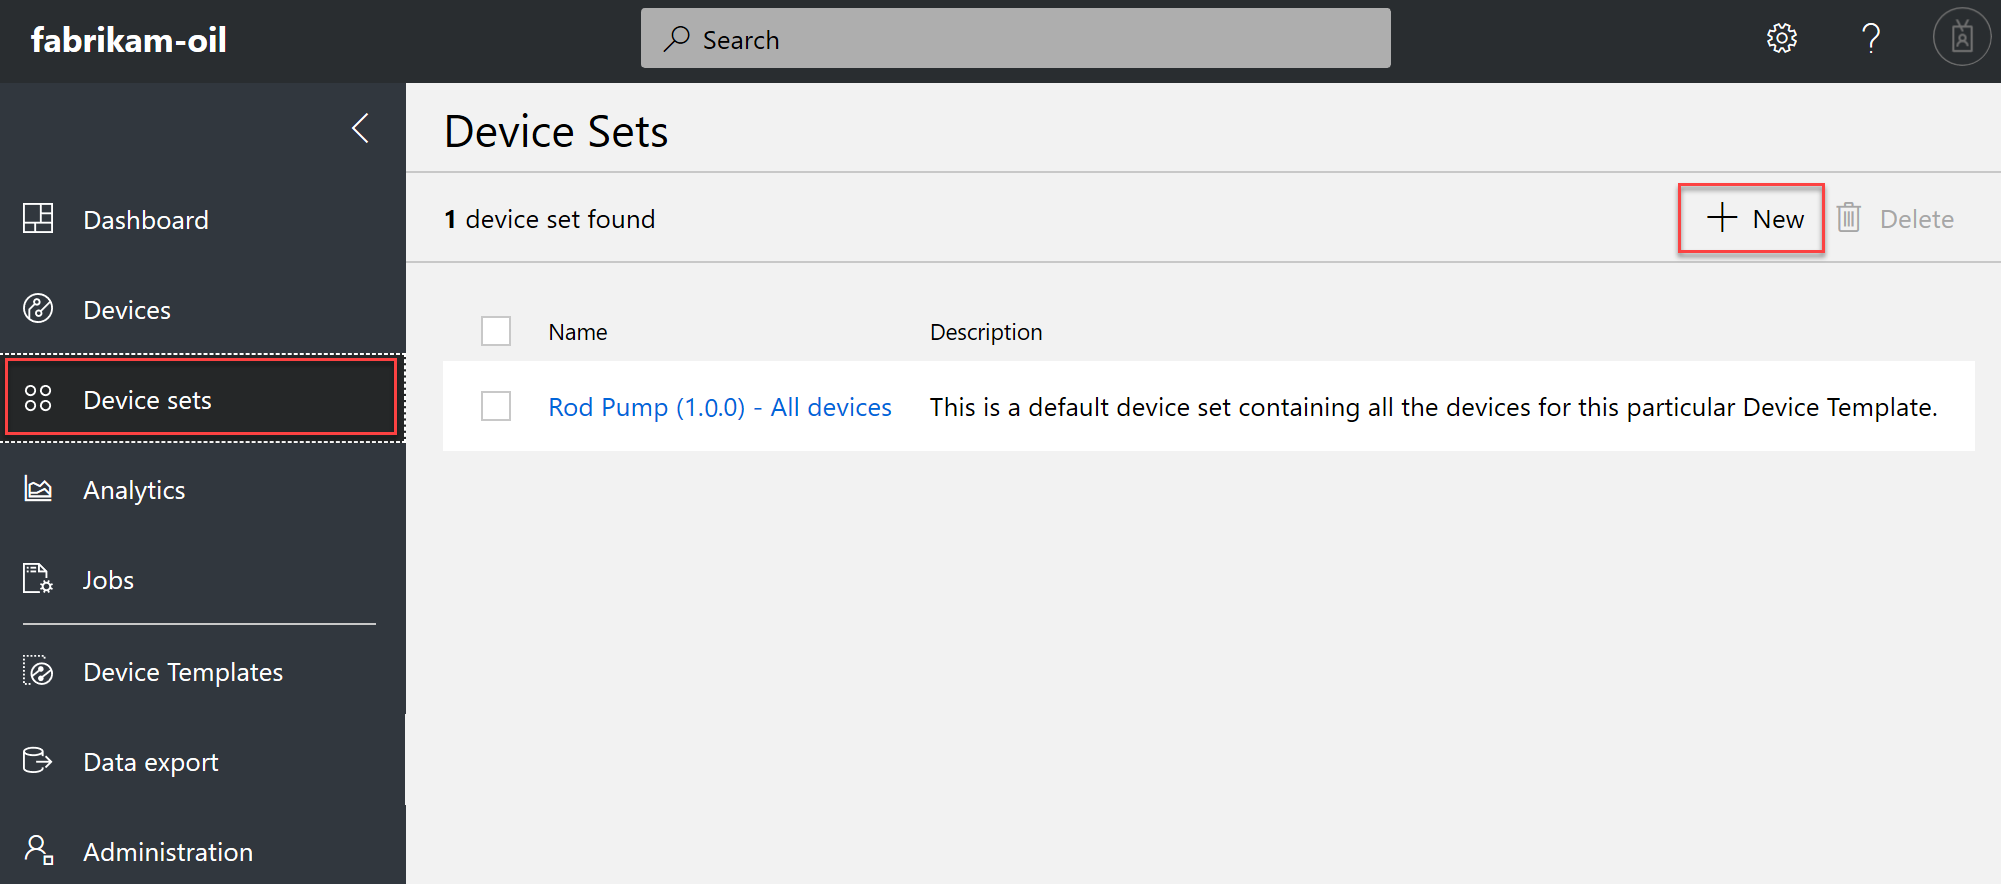 fabrikam-oil
Search
Dashboard
Devices
Device sets
Analytics
Jobs
Device Templates
Data export
Administration
Device Sets
1 device set found
New
Delete
Name Description
Rod Pump (1.0.0) - All devices This is a default device set containing all the devices for this particular Device Template.